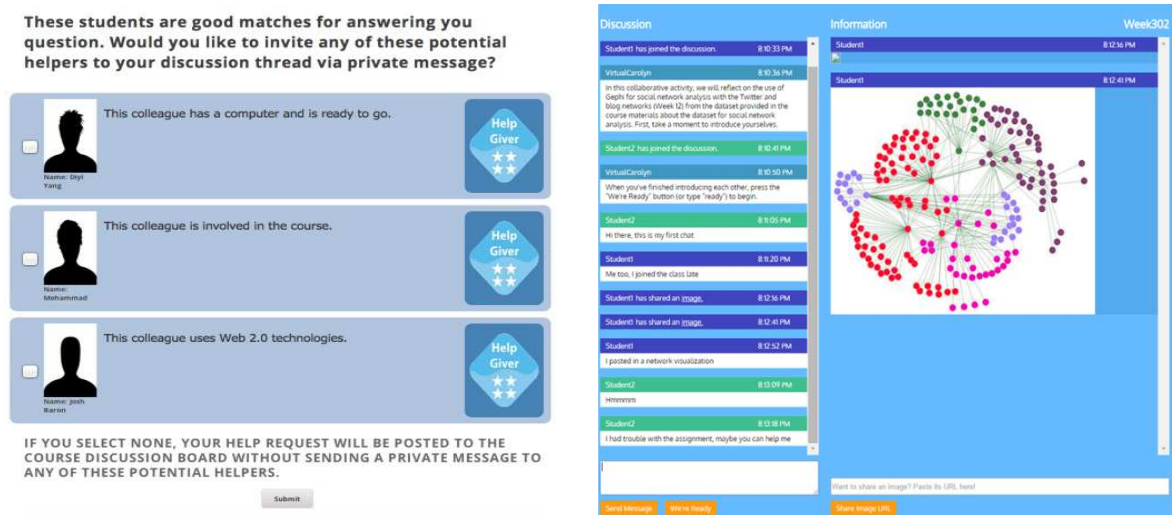 These students are good matches for answering you
question. Would you like to invite any of these potential
helpers to your discussion thread via private message?
This colleague has a computer and is ready to go.
Help
Giver
Name: Diyi
Yang
This colleague is involved in the course.
Help
Giver
Name:
Mohammad
This colleague uses Web 2.0 technologies.
Help
Giver
Name: Josh
Baron
IF YOU SELECT NONE, YOUR HELP REQUEST WILL BE POSTED TO THE
COURSE DISCUSSION BOARD WITHOUT SENDING A PRIVATE MESSAGE TO
ANY OF THESE POTENTIAL HELPERS.
Submit
Discussion
Student1 has joined the discussion. 8:10:33 PM
VirtualCarolyn 8:10:36 PM
In this collaborative activity, we will reflect on the use of
Gephi for social network analysis with the Twitter and
blog networks (Week 12) from the dataset provided in the
course materials about the dataset for social network
analysis. First, take a moment to introduce yourselves.
Student2 has joined the discussion. 8:10:41 PM
VirtualCarolyn 8:10:50 PM
When you've finished introducing each other, press the
"We're Ready" button (or type "ready") to begin.
Student2 8:11:05 PM
Hi there, this is my first chat
Student1 8:11:20 PM
Me too, I joined the class late
Student1 has shared an image. 8:12:16 PM
Student1 has shared an image. 8:12:41 PM
Student1 8:12:52 PM
I pasted in a network visualization
Student2 8:13:09 PM
Hmmmm
Student2 8:13:18 PM
I had trouble with the assignment, maybe you can help me
Send Message We're Ready
Information Week302
Student1 8:12:16 PM
Student1 8:12:41 PM
Want to share an image? Paste its URL here!
Share Image URL